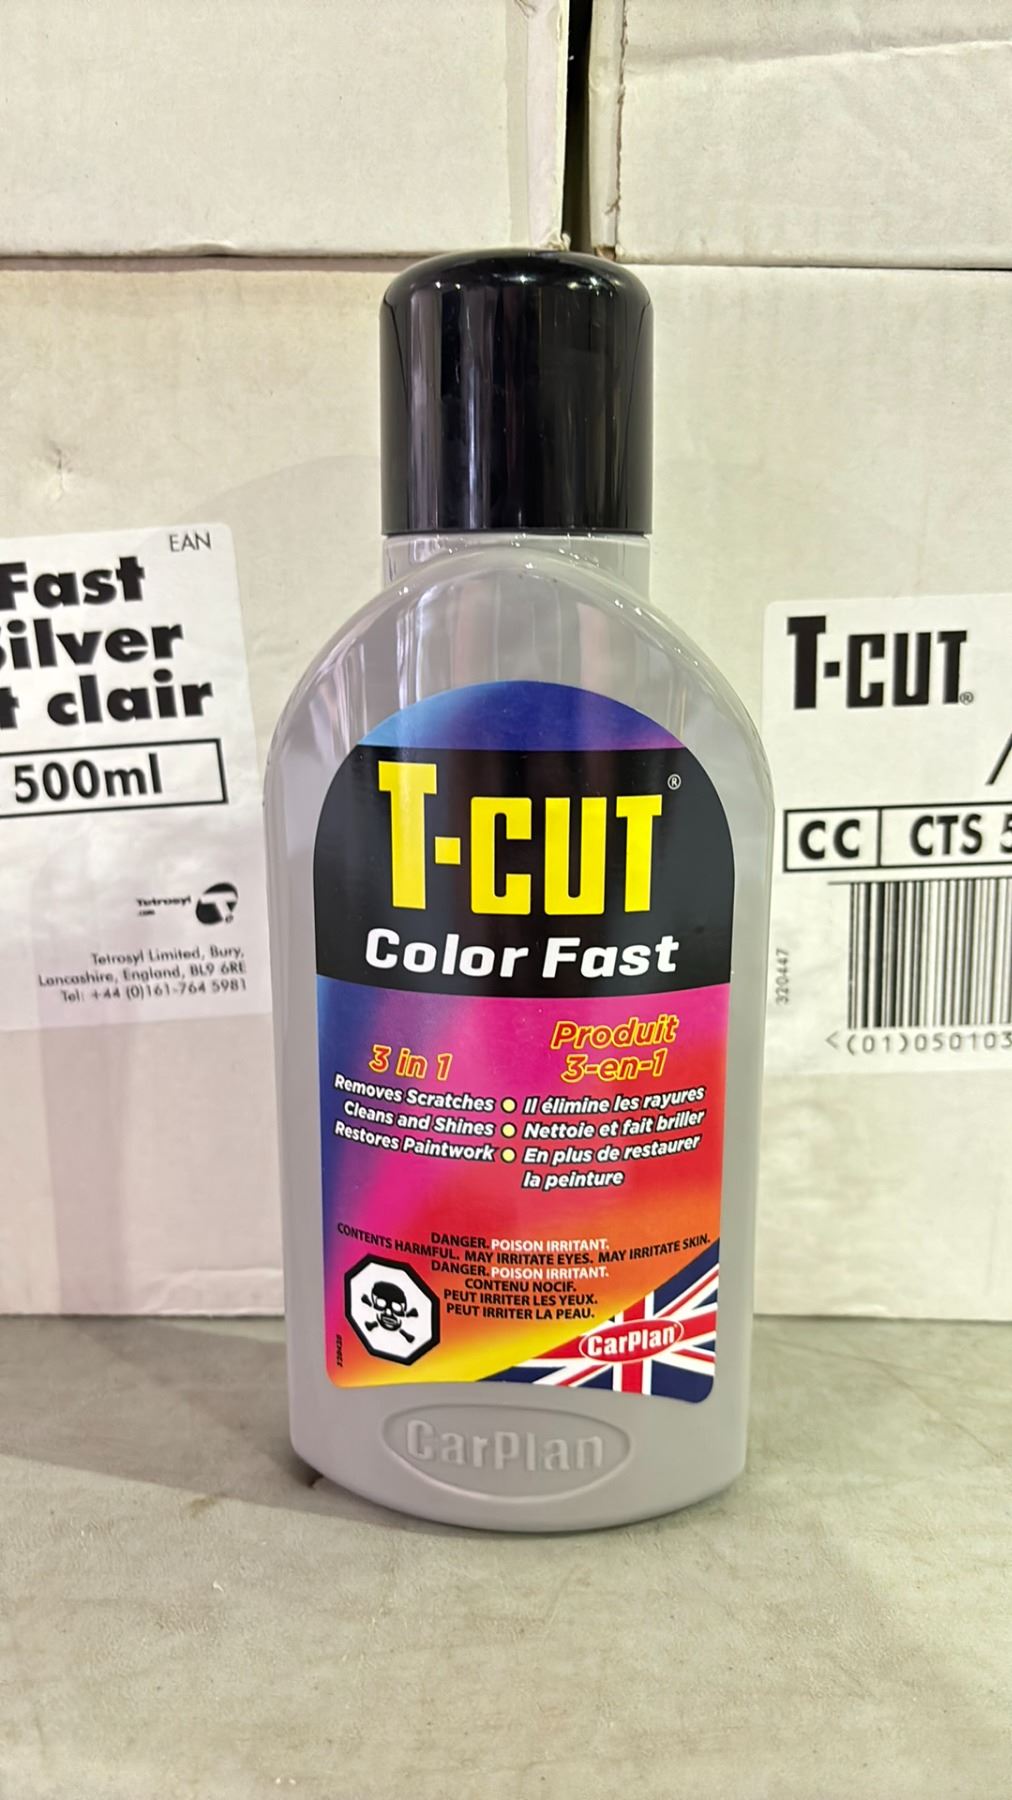 EAN
Fast
Silver
t clair
500ml
Tetrosyl
.com
Tetrosyl Limited, Bury,
Lancashire, England, BL9 6RE
Tel: +44 (0)161-764 5981
T-CUT®
CC CTS 5
320447
<(01)050103
T-CUT®
Color Fast
3 in 1
Removes Scratches
Cleans and Shines
Restores Paintwork
Produit
3-en-1
Il élimine les rayures
Nettoie et fait briller
En plus de restaurer
la peinture
DANGER. POISON IRRITANT.
CONTENTS HARMFUL. MAY IRRITATE EYES. MAY IRRITATE SKIN.
DANGER. POISON IRRITANT.
CONTENU NOCIF.
PEUT IRRITER LES YEUX.
PEUT IRRITER LA PEAU.
CarPlan
CarPlan